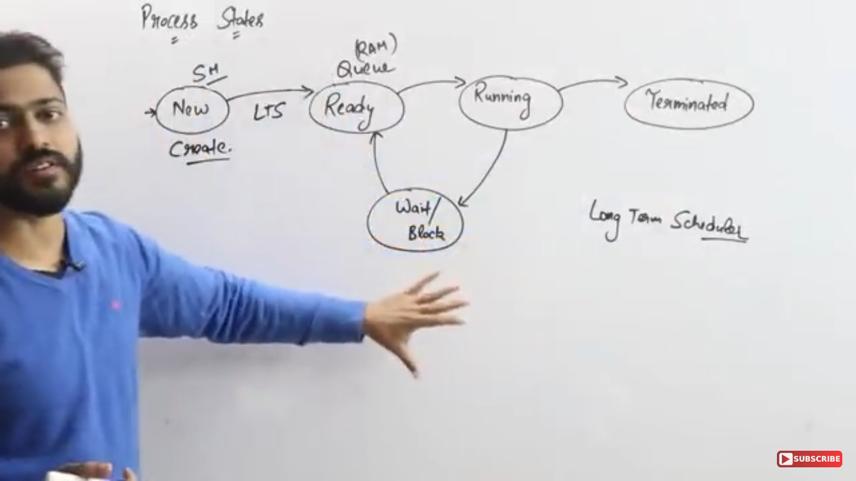 Process States
(RAM)
Queue
SM
New
LTS
Ready
Running
Terminated
Create.
Wait/
Block
Long Term Scheduler
SUBSCRIBE